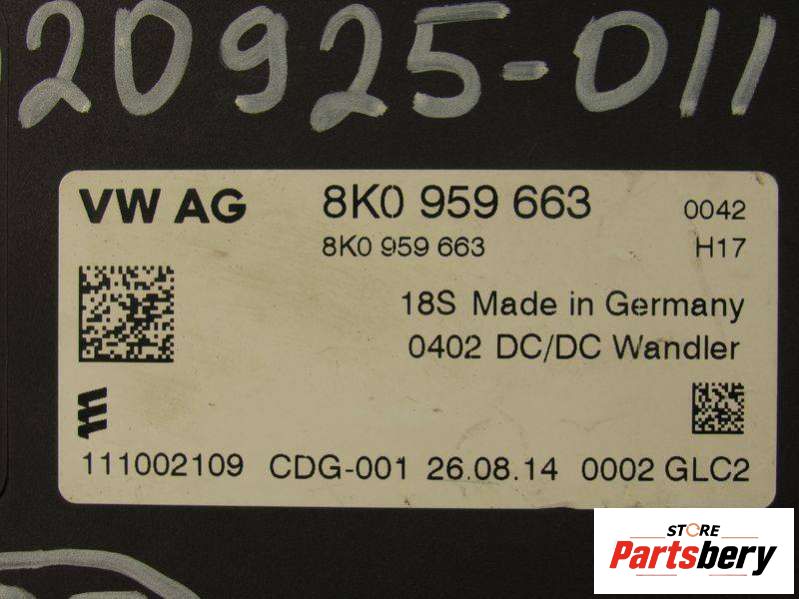 20925-011
VW AG 8K0 959 663 0042
8K0 959 663 H17
18S Made in Germany
0402 DC/DC Wandler
111002109 CDG-001 26.08.14 0002 GLC2
STORE
Partsbery